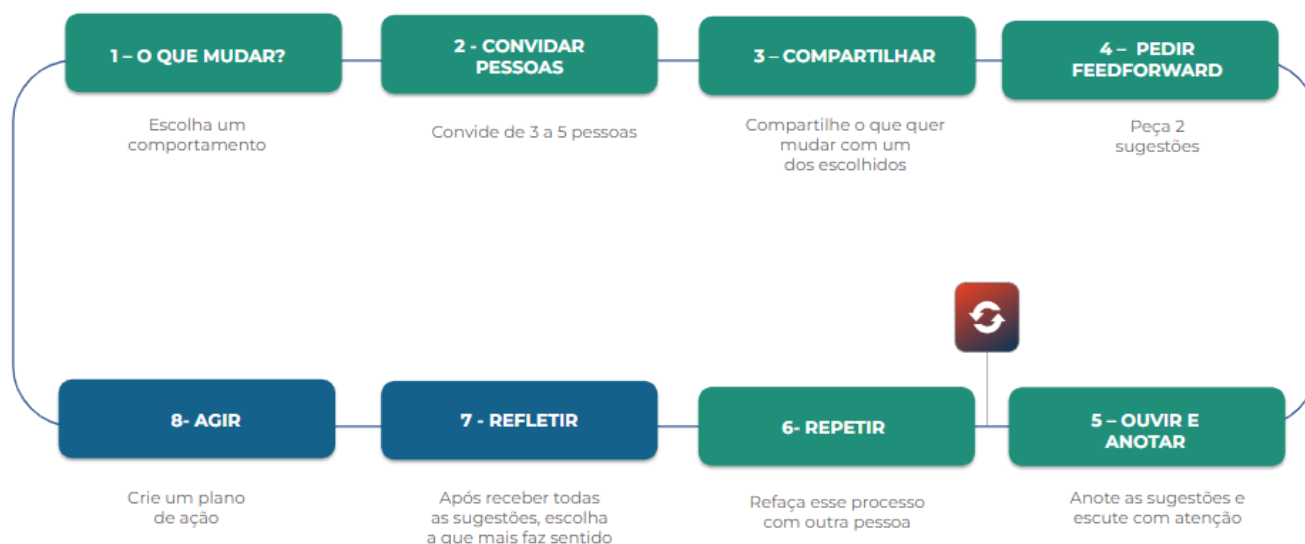 1 – O QUE MUDAR?
Escolha um
comportamento
2 - CONVIDAR
PESSOAS
Convide de 3 a 5 pessoas
3 – COMPARTILHAR
Compartilhe o que quer
mudar com um
dos escolhidos
4 – PEDIR
FEEDFORWARD
Peça 2
sugestões
5 – OUVIR E
ANOTAR
Anote as sugestões e
escute com atenção
6- REPETIR
Refaça esse processo
com outra pessoa
7 - REFLETIR
Após receber todas
as sugestões, escolha
a que mais faz sentido
8- AGIR
Crie um plano
de ação